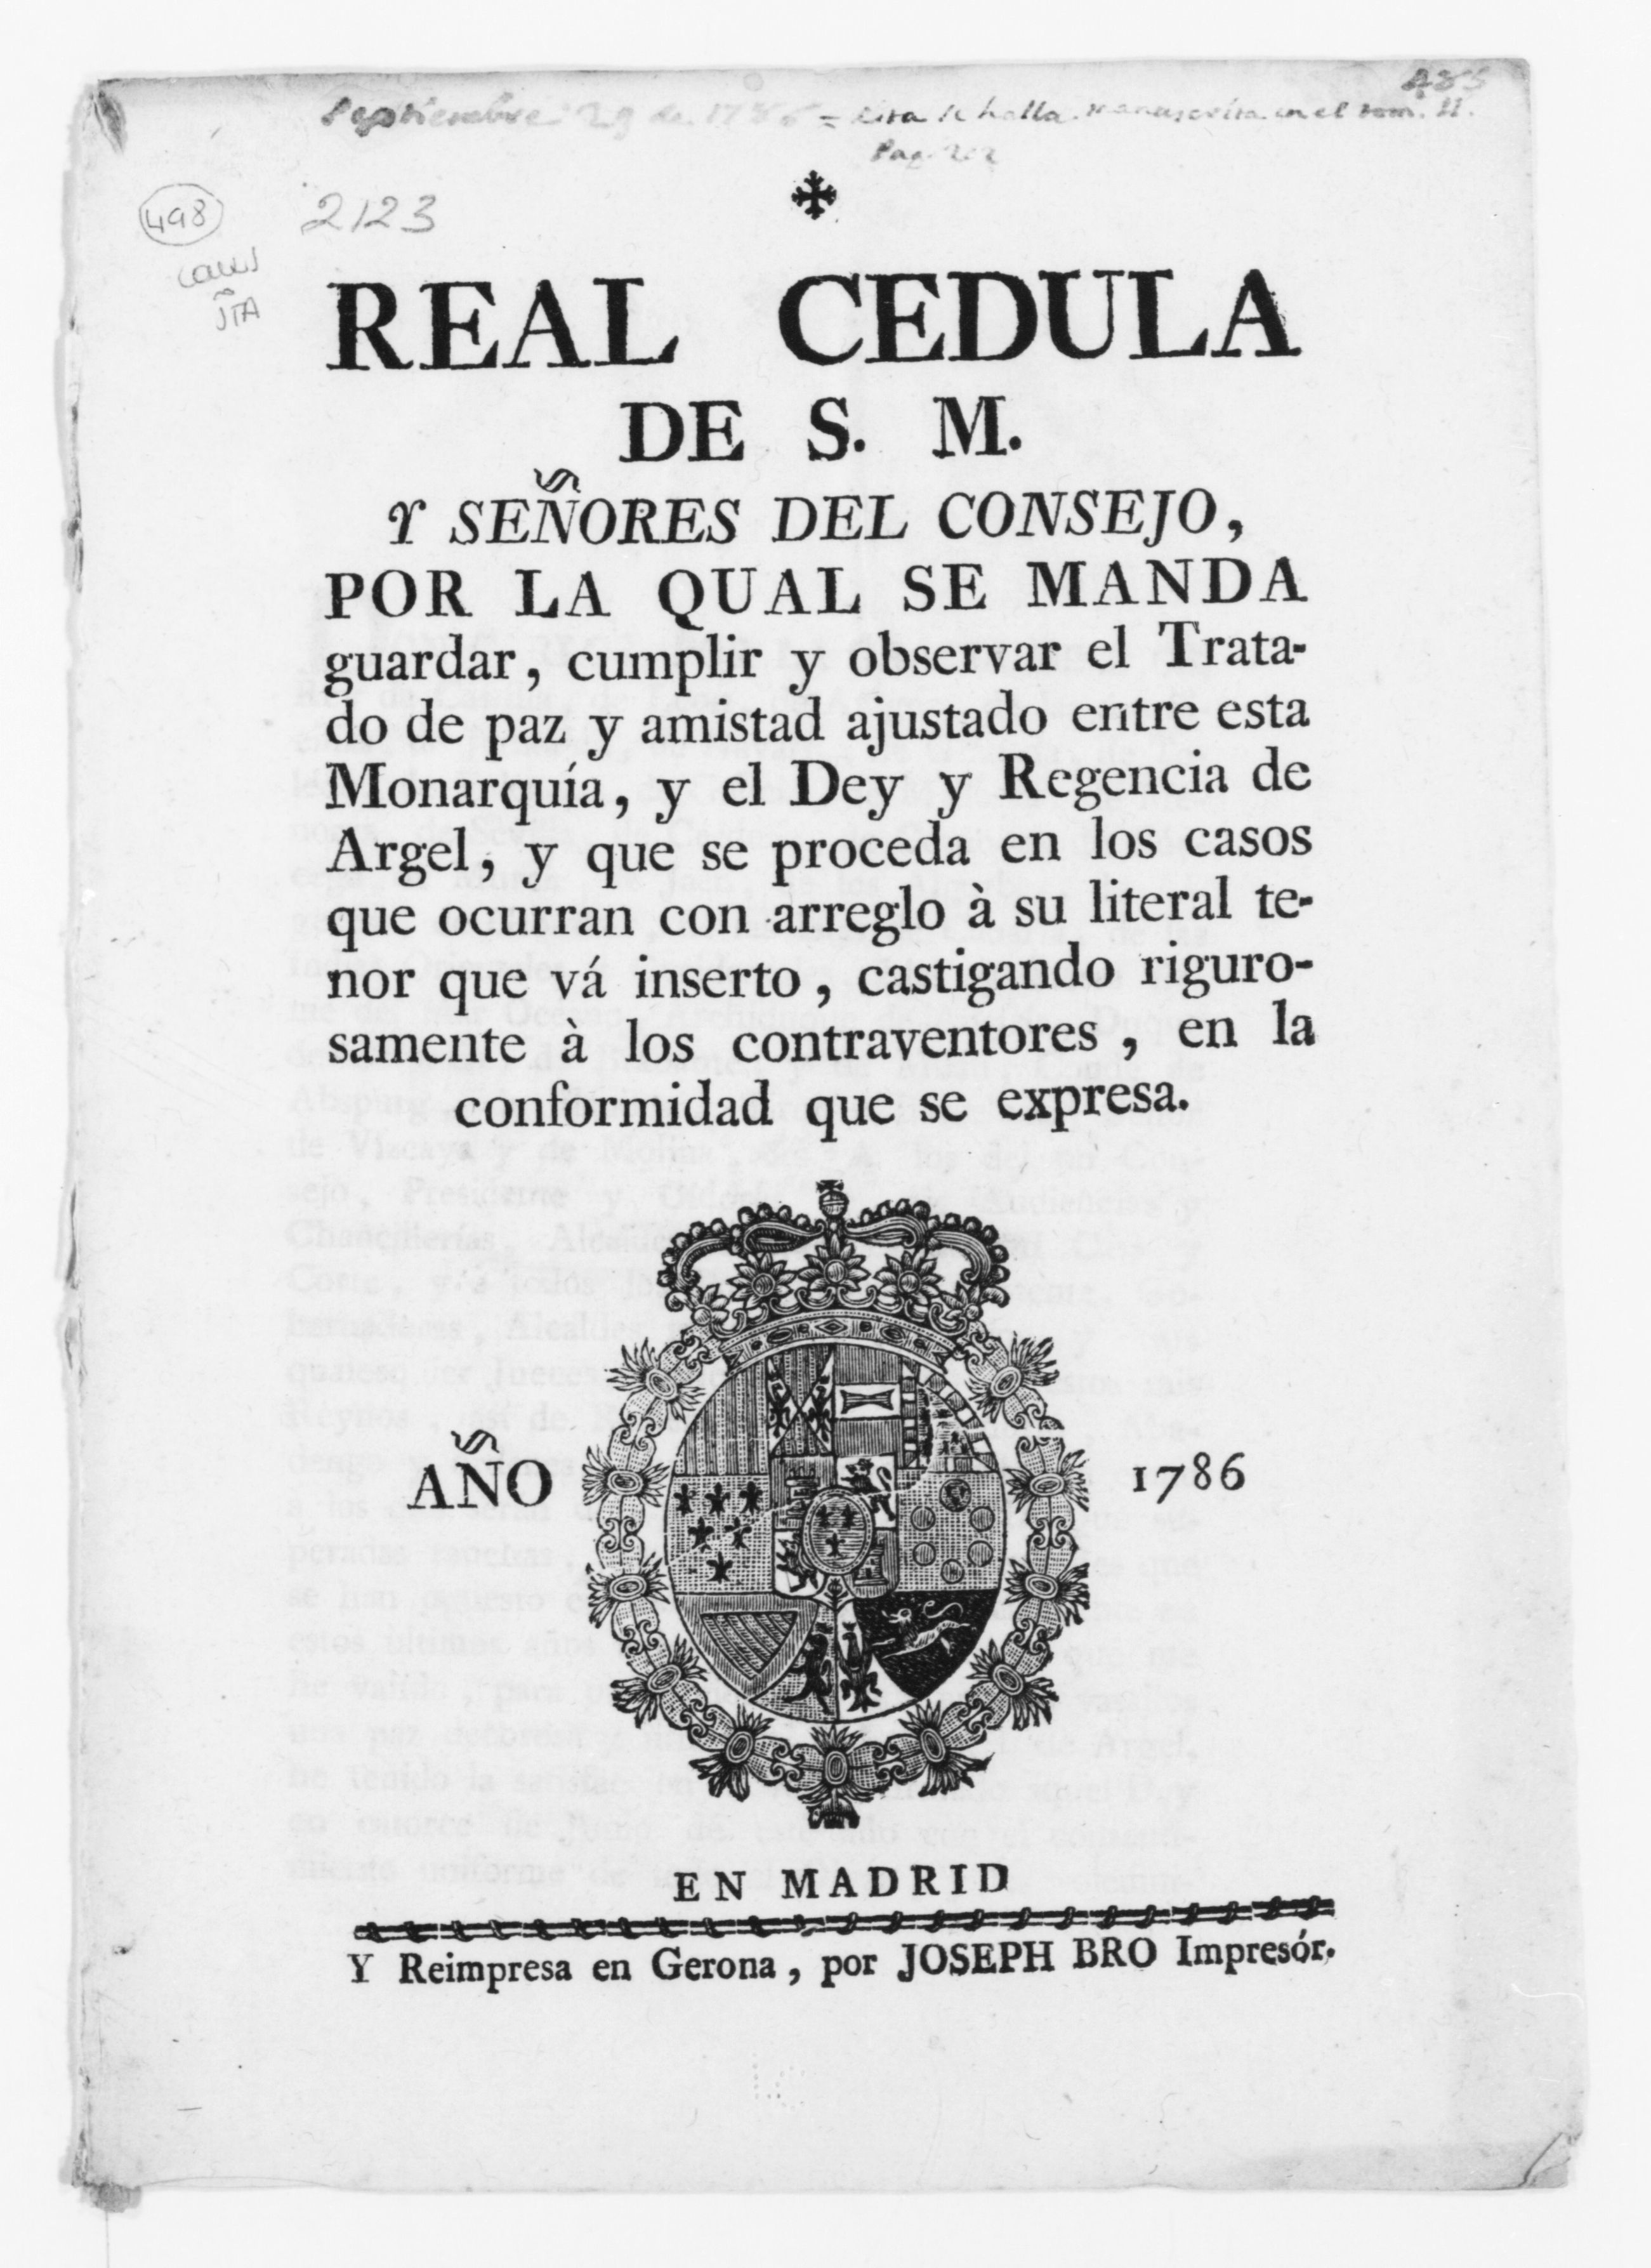 485
Septiembre 29 de 1786 = halla manuscrita en el tom. II.
Pag. 202
498
2123
JTA
REAL CEDULA
DE S. M.
Y SEÑORES DEL CONSEJO,
POR LA QUAL SE MANDA
guardar, cumplir y observar el Trata-
do de paz y amistad ajustado entre esta
Monarquía, y el Dey y Regencia de
Argel, y que se proceda en los casos
que ocurran con arreglo à su literal te-
nor que vá inserto, castigando riguro-
samente à los contraventores, en la
conformidad que se expresa.
AÑO 1786
EN MADRID
Y Reimpresa en Gerona, por JOSEPH BRO Impresór.